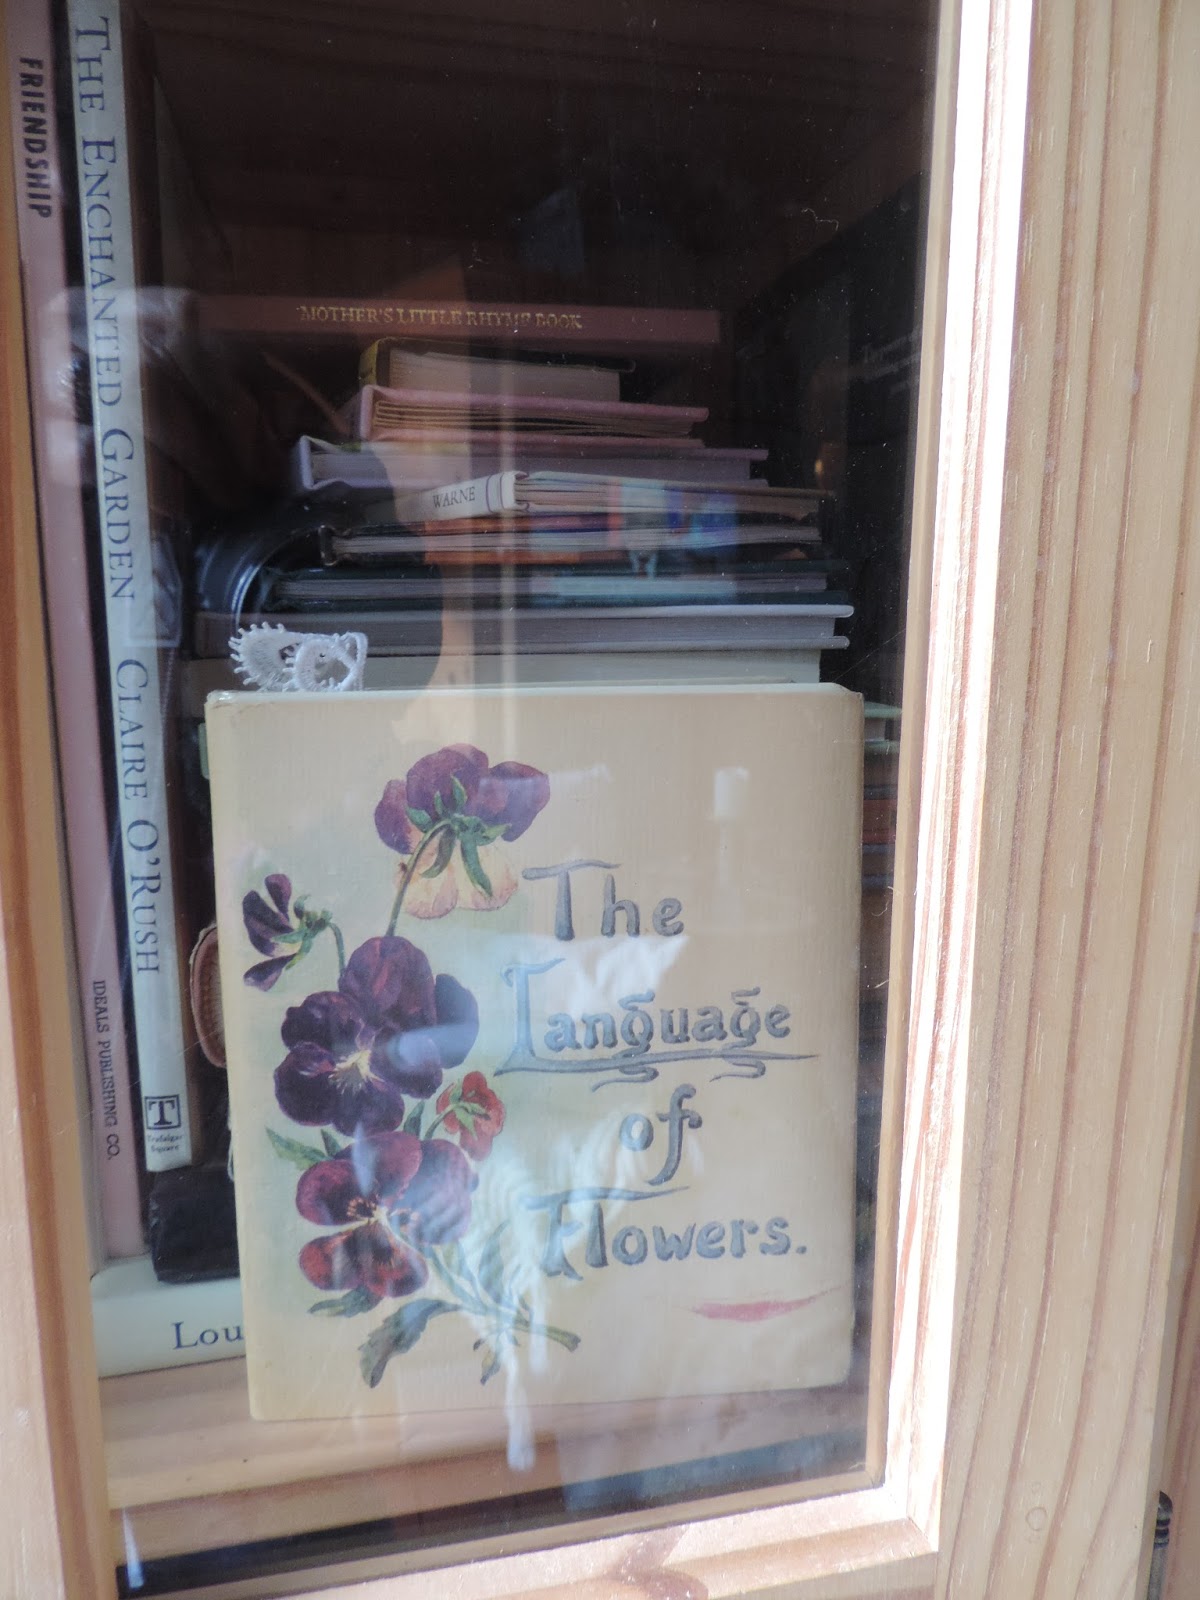 FRIENDSHIP
IDEALS PUBLISHING CO.
THE ENCHANTED GARDEN CLAIRE O'RUSH
T
Trafalgar
Square
MOTHER'S LITTLE RHYME BOOK
WARNE
The
Language
of
Flowers.
Lou